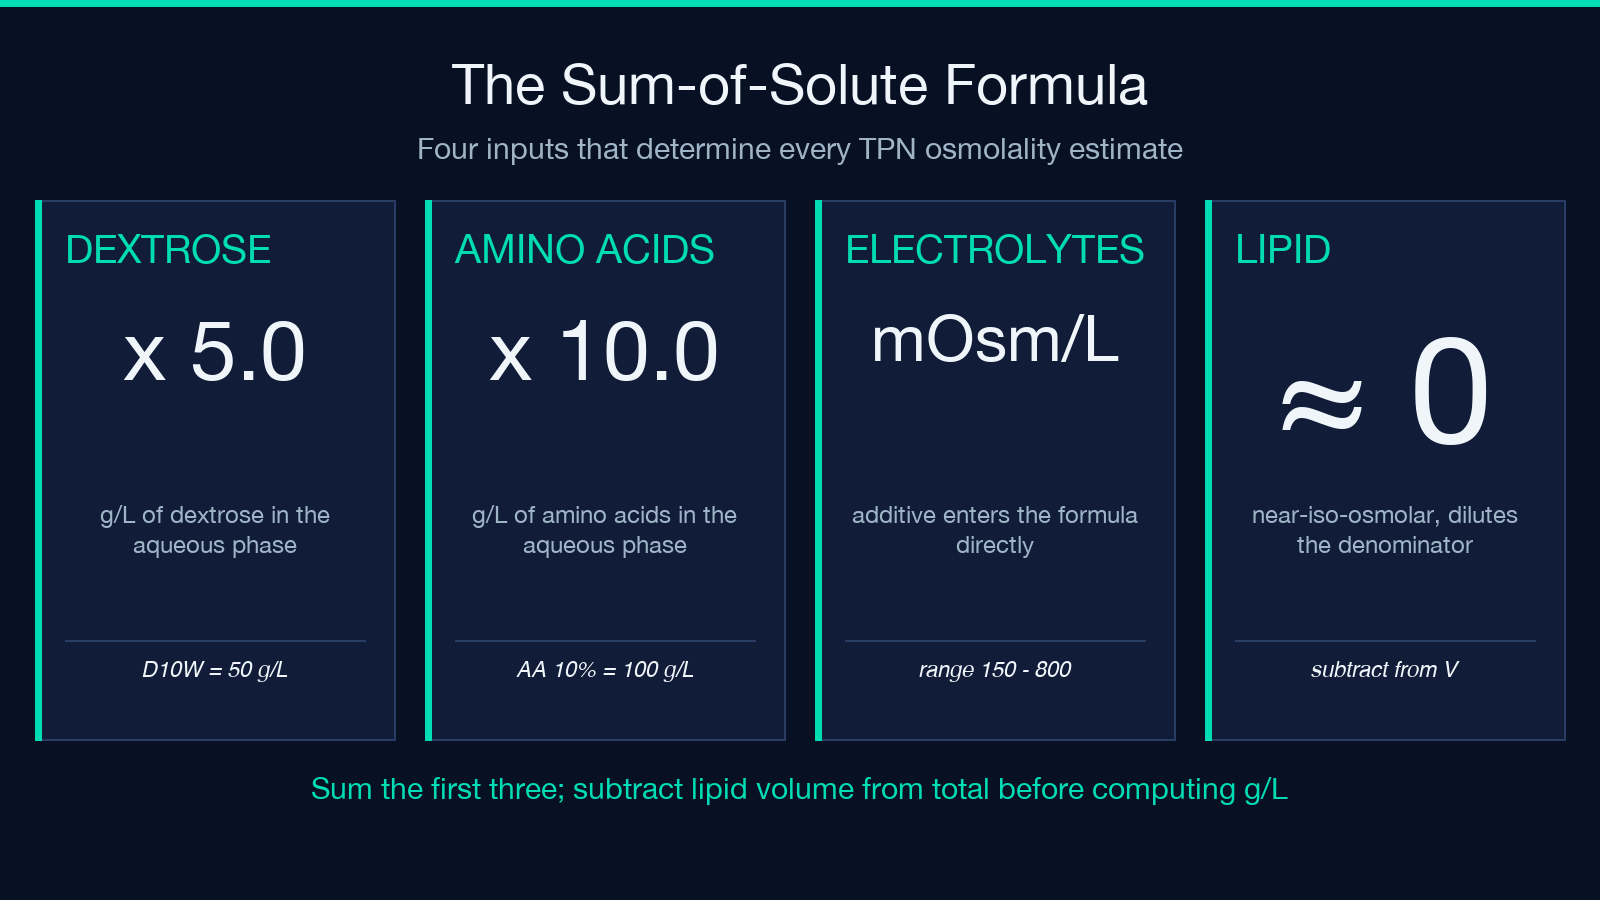 The Sum-of-Solute Formula
Four inputs that determine every TPN osmolality estimate
DEXTROSE
x 5.0
g/L of dextrose in the
aqueous phase
D10W = 50 g/L
AMINO ACIDS
x 10.0
g/L of amino acids in the
aqueous phase
AA 10% = 100 g/L
ELECTROLYTES
mOsm/L
additive enters the formula
directly
range 150 - 800
LIPID
≈ 0
near-iso-osmolar, dilutes
the denominator
subtract from V
Sum the first three; subtract lipid volume from total before computing g/L